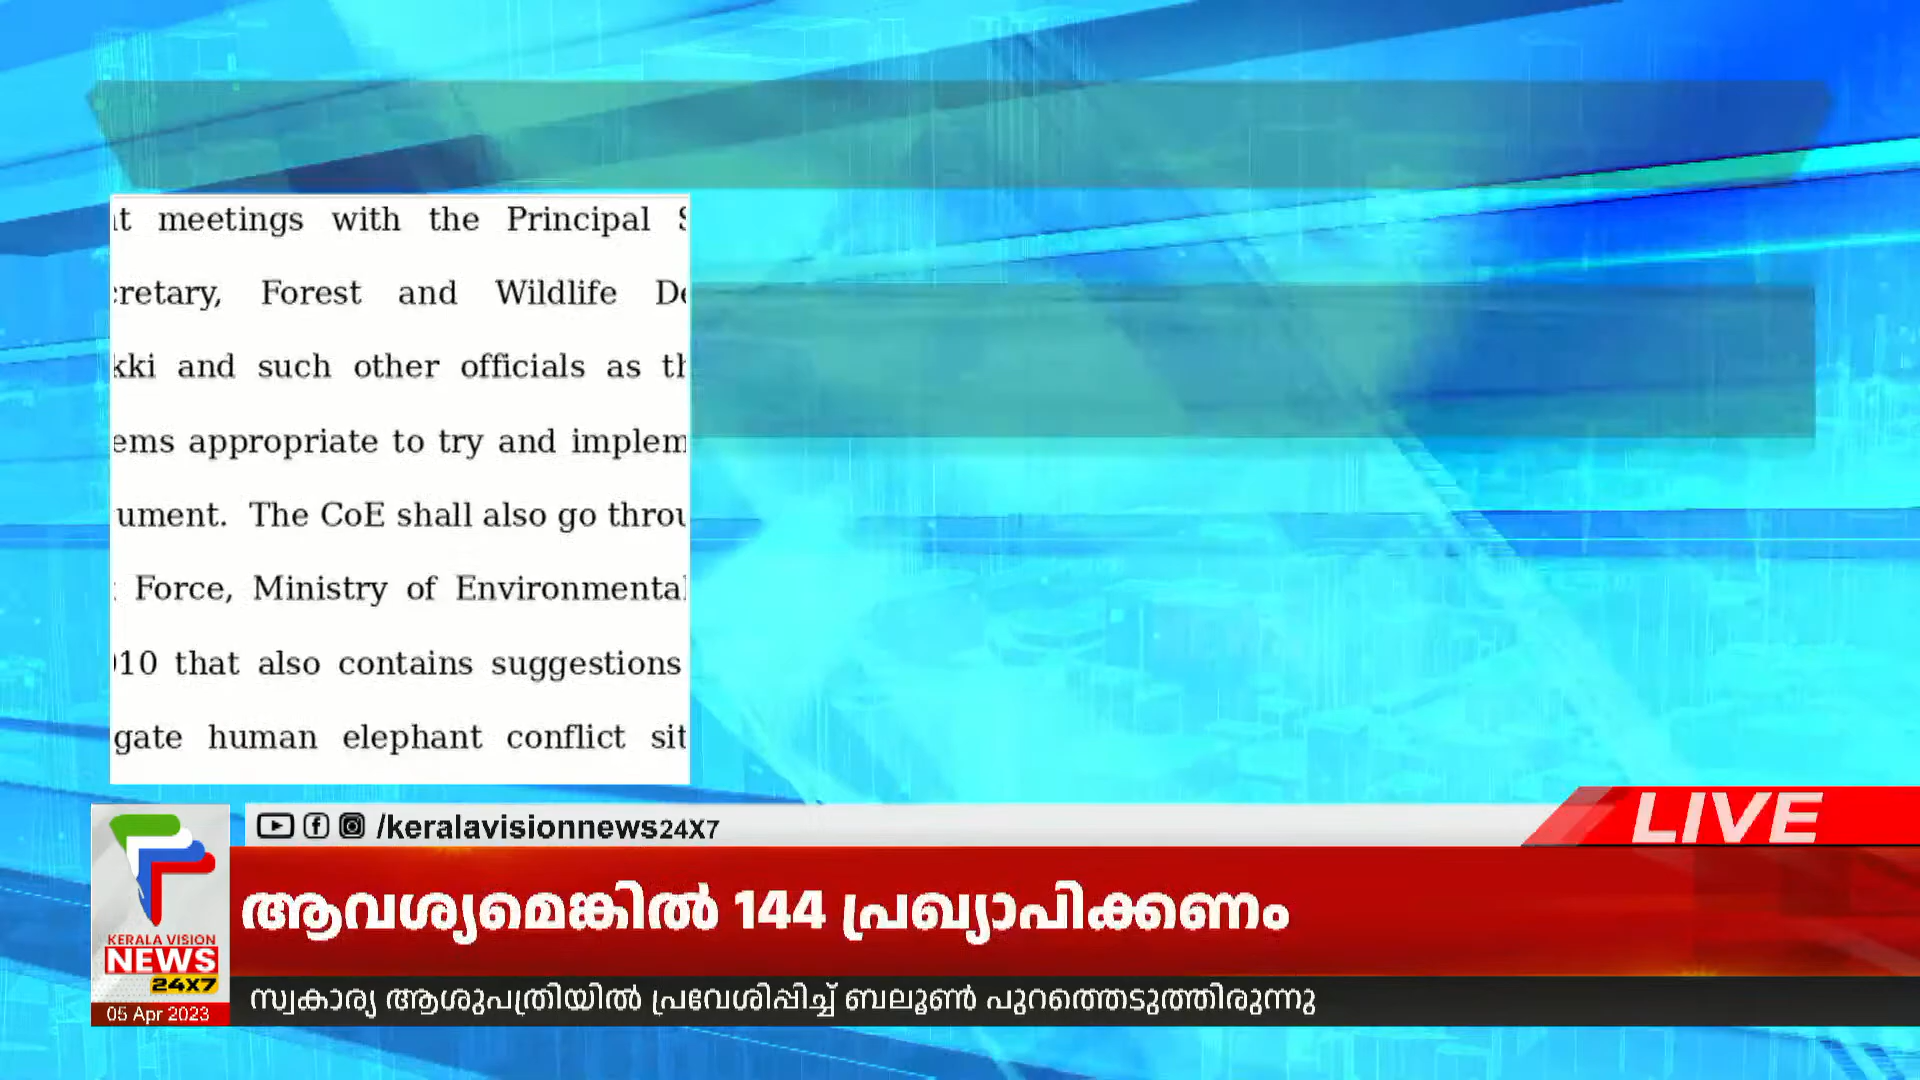 meetings with the Principal
Forest and Wildlife
and such other officials as
appropriate to try and
The CoE shall also go
Force, Ministry of Environmental
that also contains suggestions
human elephant conflict
/keralavisionnews24X7
LIVE
ആവശ്യമെങ്കിൽ 144 പ്രഖ്യാപിക്കണം
KERALA VISION
NEWS
24X7
സ്വകാര്യ ആശുപത്രിയിൽ പ്രവേശിപ്പിച്ച് ബലൂൺ പുറത്തെടുത്തിരുന്നു
05 Apr 2023